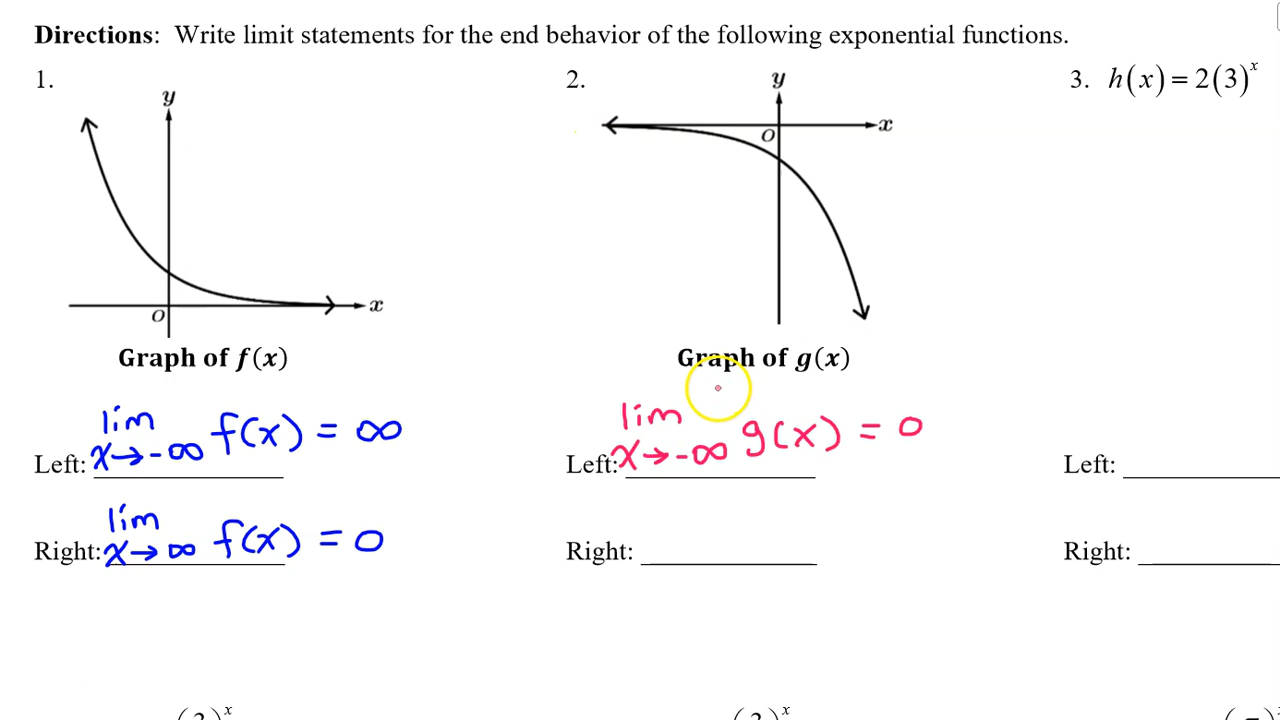 Directions: Write limit statements for the end behavior of the following exponential functions.
1.
y
x
O
Graph of f(x)
lim x→-∞ f(x) = ∞
Left:
lim x→∞ f(x) = 0
Right:
2.
y
x
O
Graph of g(x)
lim x→-∞ g(x) = 0
Left:
Right:
3. h(x) = 2(3)^x
Left:
Right: